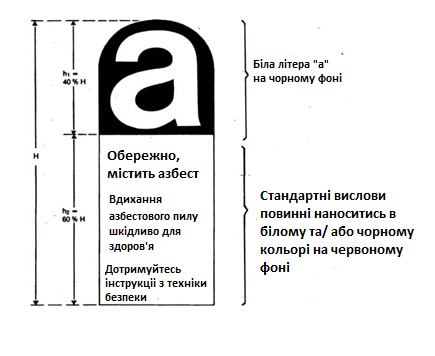 a
h₁ =
40% H
Біла літера "а"
на чорному фоні
H
h₂ =
60% H
Обережно,
містить азбест
Вдихання
азбестового пилу
шкідливо для
здоров'я
Дотримуйтесь
інструкціі з техніки
безпеки
Стандартні вислови
повинні наноситись в
білому та/ або чорному
кольорі на червоному
фоні